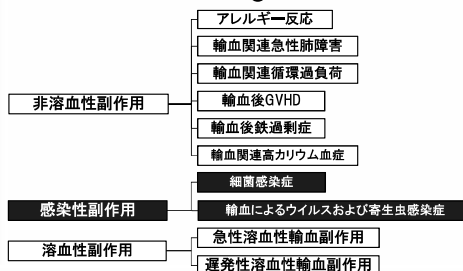 アレルギー反応
輸血関連急性肺障害
輸血関連循環過負荷
非溶血性副作用
輸血後GVHD
輸血後鉄過剰症
輸血関連高カリウム血症
細菌感染症
感染性副作用
輸血によるウイルスおよび寄生虫感染症
急性溶血性輸血副作用
溶血性副作用
遅発性溶血性輸血副作用